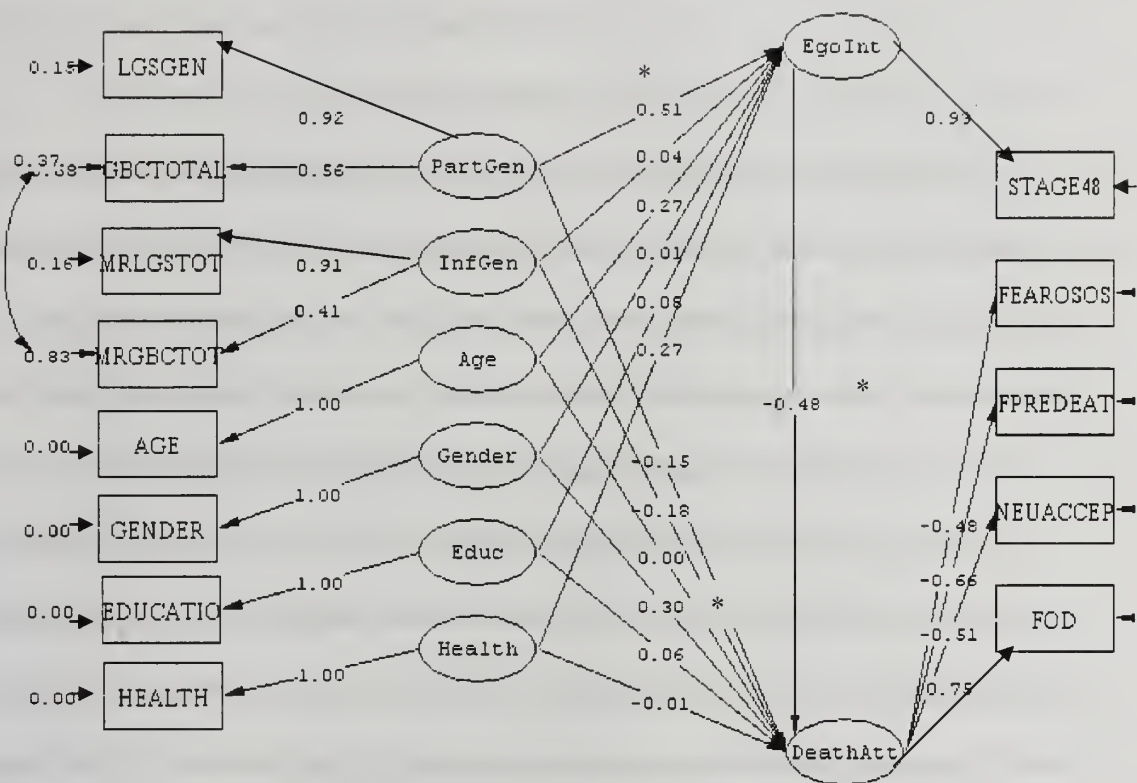 EgoInt
LGSGEN
0.15
*
0.92
0.51
0.93
0.04
0.37
GBCTOTAL
0.56
PartGen
STAGE48
0.27
0.01
MRLGSTOT
0.16
0.91
InfGen
FEAROSOS
0.08
0.41
0.27
0.83
MRGBCTOT
Age
*
-0.48
FPREDEAT
1.00
0.00
AGE
Gender
-0.15
1.00
NEUACCEP
-0.18
0.00
GENDER
-0.48
Educ
0.00
-0.66
1.00
0.30
*
0.00
EDUCATIO
FOD
-0.51
Health
0.06
1.00
0.75
-0.01
0.00
HEALTH
DeathAtt